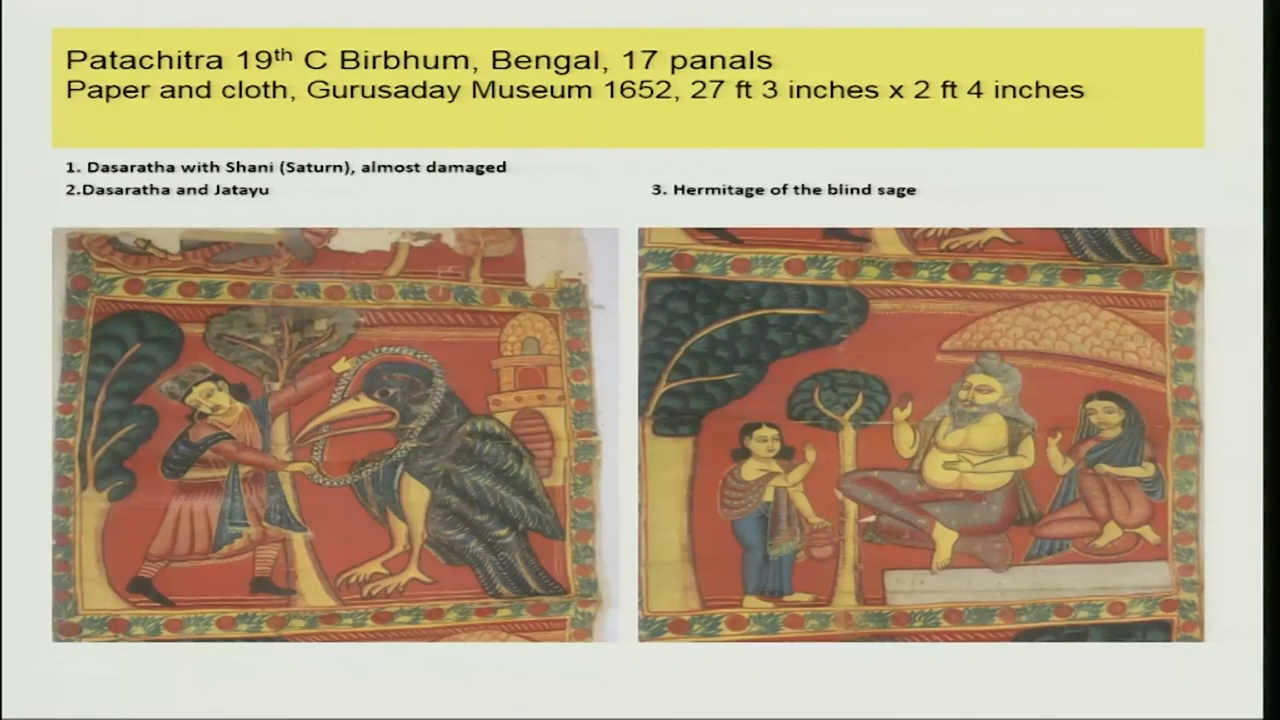 Patachitra 19th C Birbhum, Bengal, 17 panals
Paper and cloth, Gurusaday Museum 1652, 27 ft 3 inches x 2 ft 4 inches
1. Dasaratha with Shani (Saturn), almost damaged
2.Dasaratha and Jatayu
3. Hermitage of the blind sage